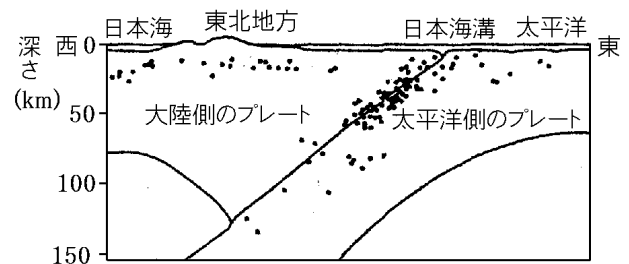 日本海 東北地方 日本海溝 太平洋
深さ 西 0 東
(km)
50
大陸側のプレート 太平洋側のプレート
100
150